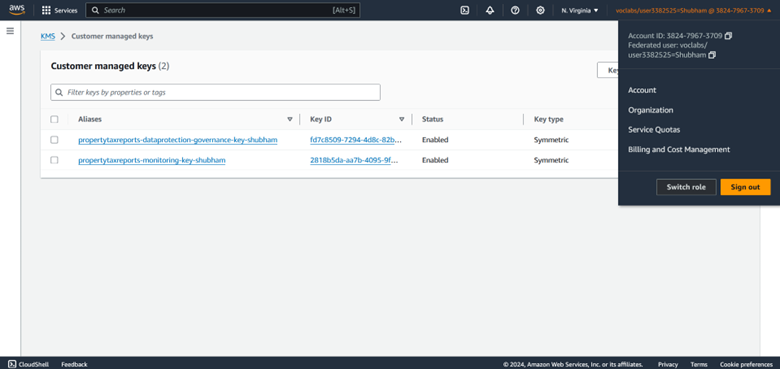 aws
Services
Search
[Alt+S]
N. Virginia
voclabs/user3382525=Shubham @ 3824-7967-3709
KMS
Customer managed keys
Customer managed keys (2)
Key
Filter keys by properties or tags
Aliases
Key ID
Status
Key type
propertytaxreports-dataprotection-governance-key-shubham
fd7c8509-7294-4d8c-82b...
Enabled
Symmetric
propertytaxreports-monitoring-key-shubham
2818b5da-aa7b-4095-9f...
Enabled
Symmetric
Account ID: 3824-7967-3709
Federated user: voclabs/
user3382525=Shubham
Account
Organization
Service Quotas
Billing and Cost Management
Switch role
Sign out
CloudShell
Feedback
© 2024, Amazon Web Services, Inc. or its affiliates.
Privacy
Terms
Cookie preferences